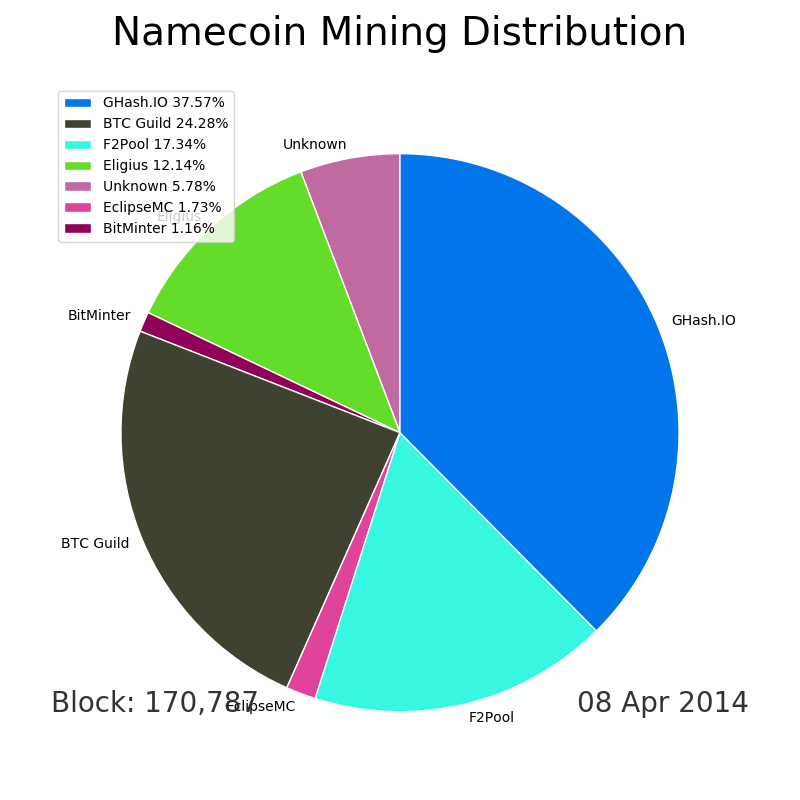 Namecoin Mining Distribution
GHash.IO 37.57%
BTC Guild 24.28%
F2Pool 17.34%
Eligius 12.14%
Unknown 5.78%
EclipseMC 1.73%
BitMinter 1.16%
Unknown
Eligius
GHash.IO
BitMinter
BTC Guild
EclipseMC
F2Pool
Block: 170,787
08 Apr 2014